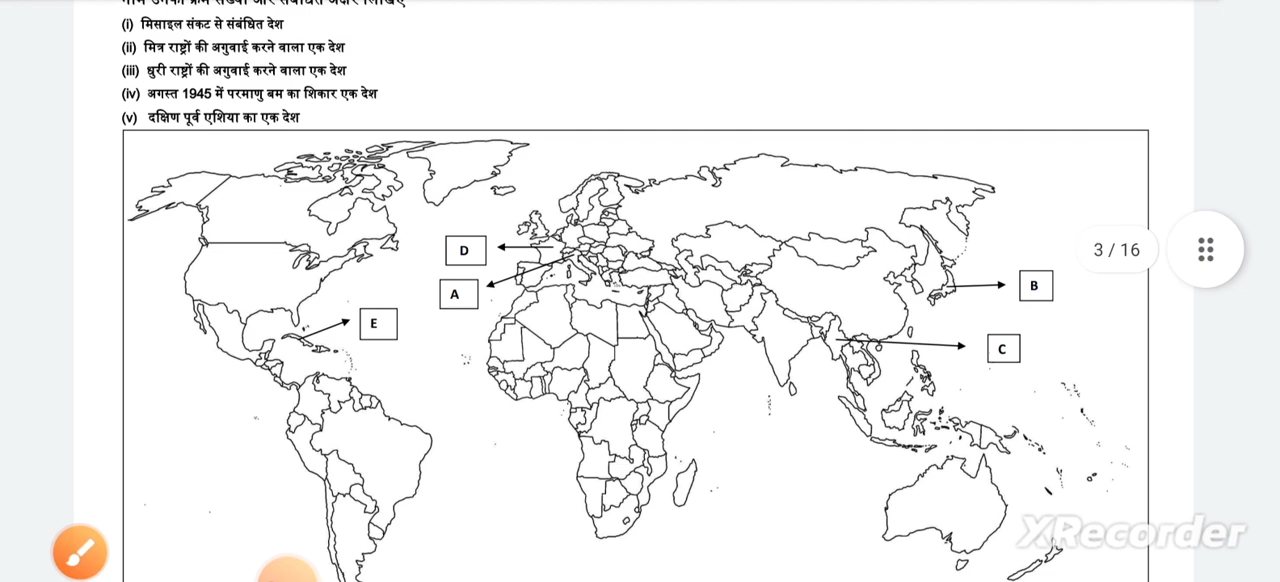 (i) मिसाइल संकट से संबंधित देश
(ii) मित्र राष्ट्रों की अगुवाई करने वाला एक देश
(iii) धुरी राष्ट्रों की अगुवाई करने वाला एक देश
(iv) अगस्त 1945 में परमाणु बम का शिकार एक देश
(v) दक्षिण पूर्व एशिया का एक देश
D
3 / 16
A
B
E
C
XRecorder